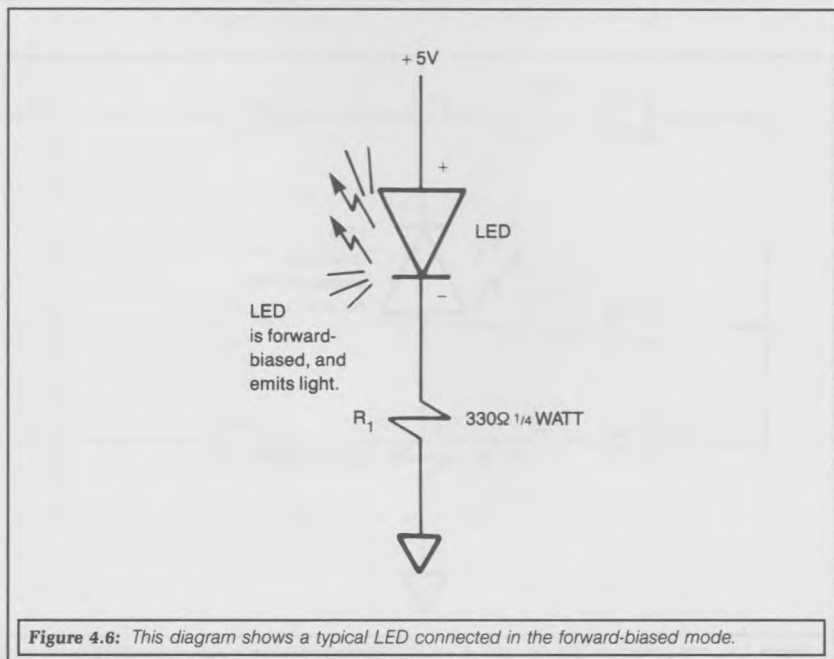 +5V
+
LED
−
LED
is forward-
biased, and
emits light.
R1 330Ω 1/4 WATT
Figure 4.6: This diagram shows a typical LED connected in the forward-biased mode.